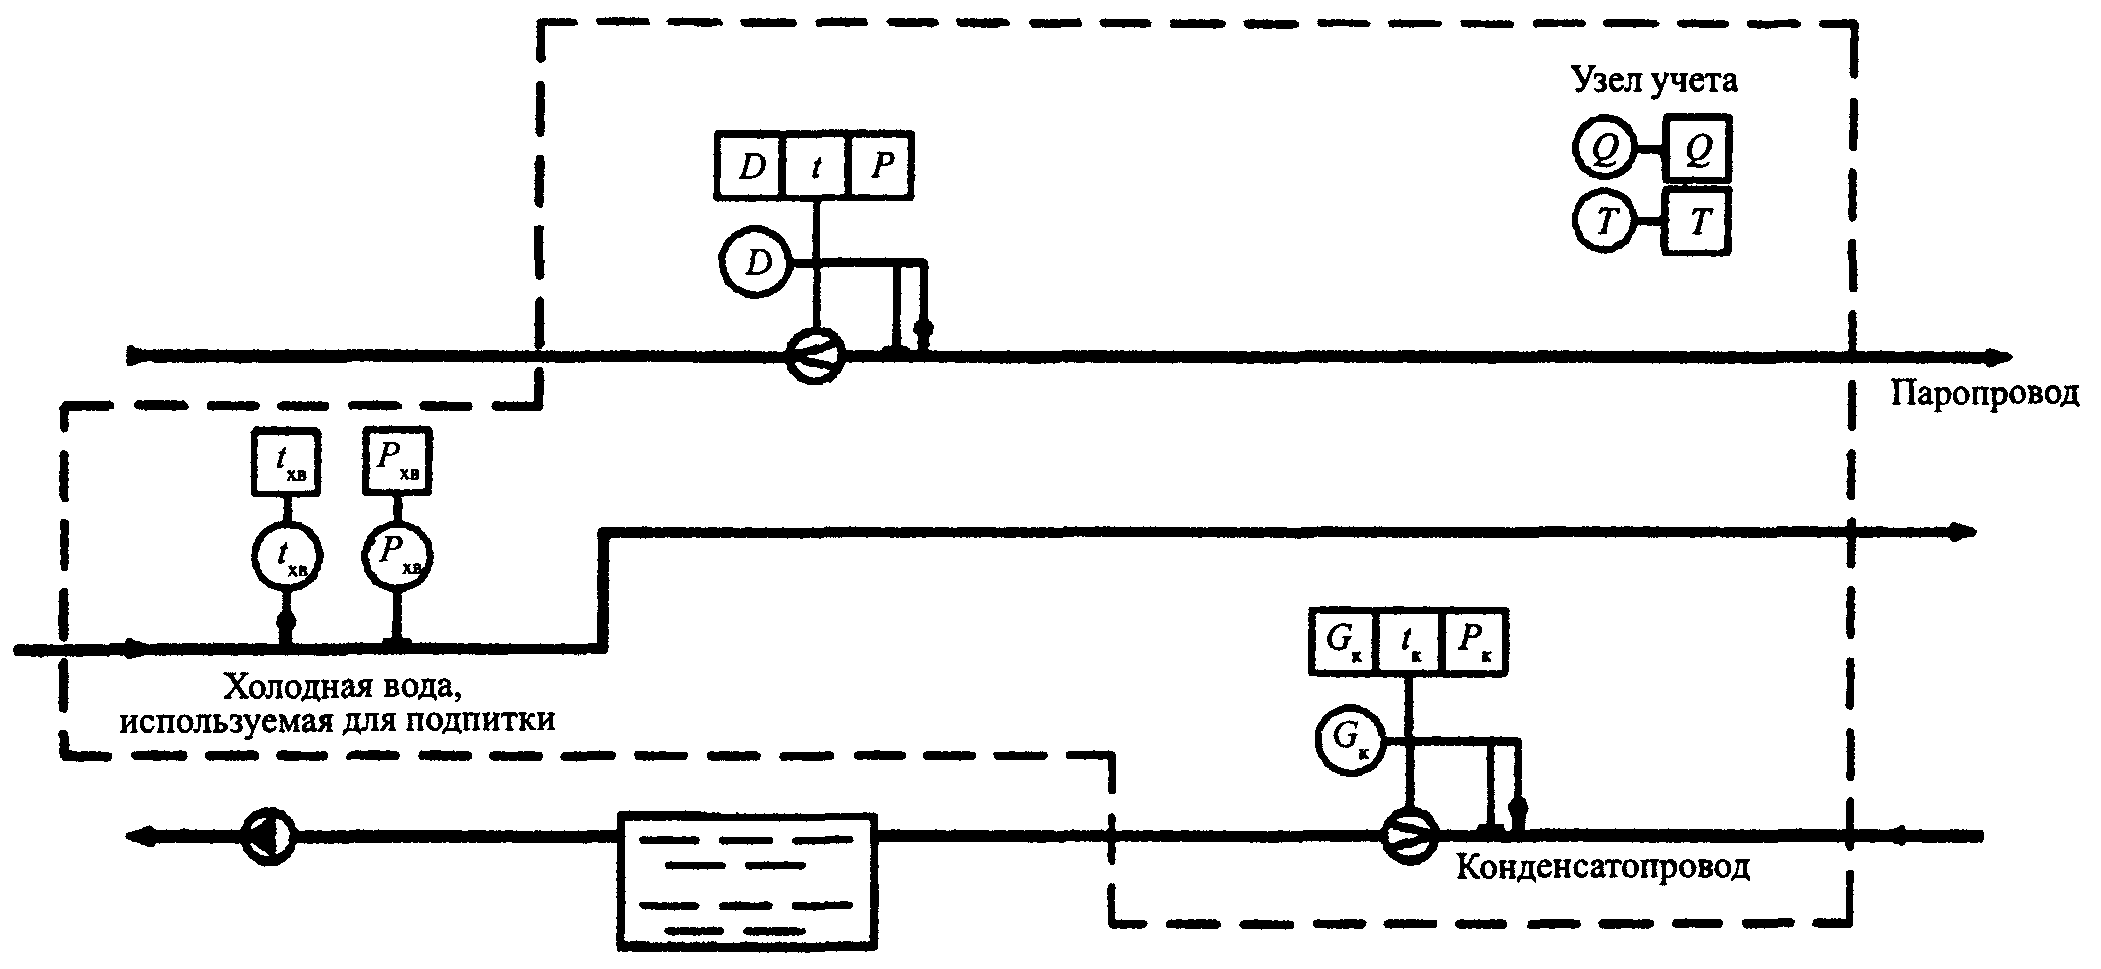 Узел учета
Q Q
T T
D t P
D
Паропровод
tхв Pхв
tхв Pхв
Холодная вода,
используемая для подпитки
Gк tк Pк
Gк
Конденсатопровод